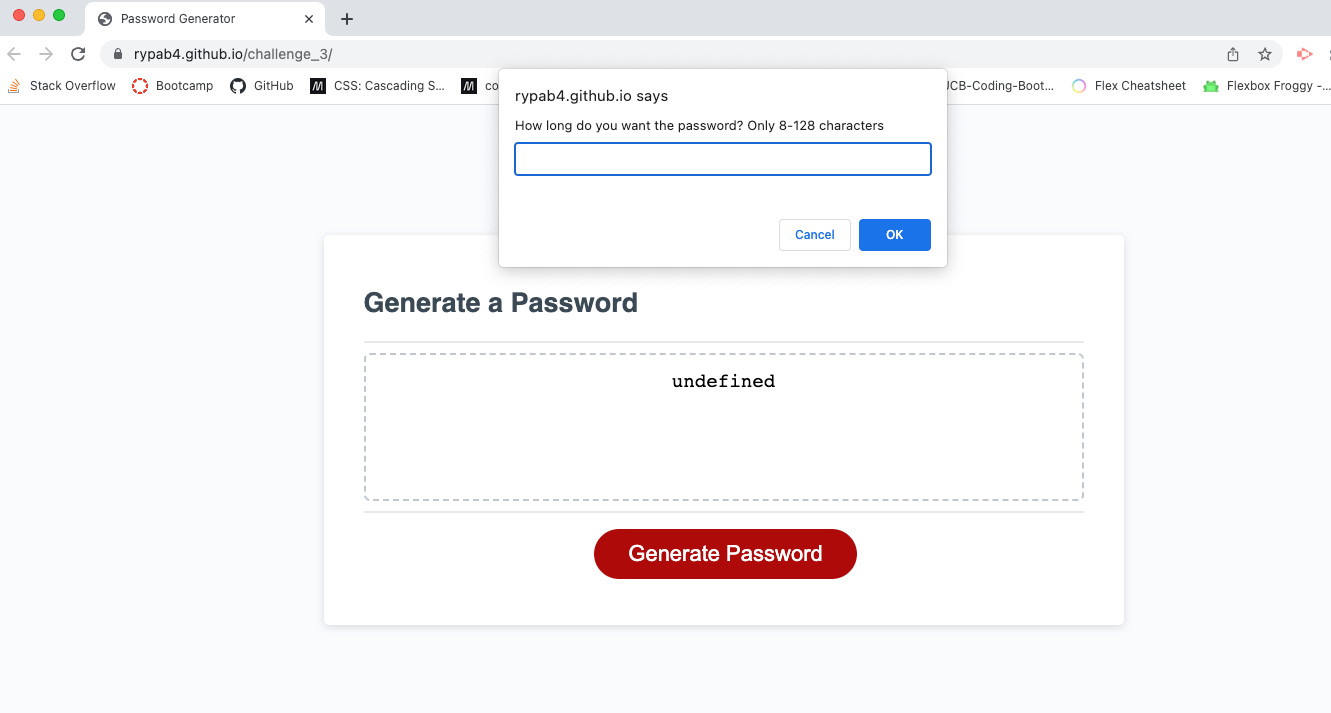 Password Generator
rypab4.github.io/challenge_3/
Stack Overflow Bootcamp GitHub CSS: Cascading S... co JCB-Coding-Boot... Flex Cheatsheet Flexbox Froggy -...
rypab4.github.io says
How long do you want the password? Only 8-128 characters
Cancel OK
Generate a Password
undefined
Generate Password